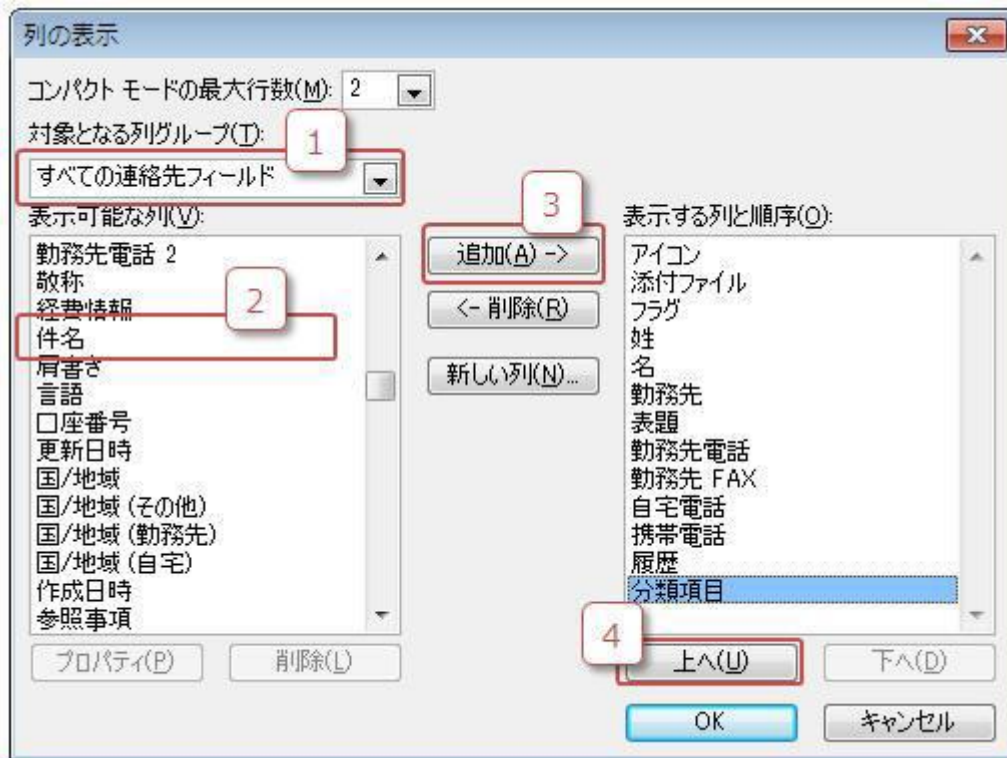 列の表示
コンパクト モードの最大行数(M): 2
対象となる列グループ(T):
1
すべての連絡先フィールド
表示可能な列(V):
勤務先電話 2
敬称
経費情報
2
件名
肩書き
言語
口座番号
更新日時
国/地域
国/地域 (その他)
国/地域 (勤務先)
国/地域 (自宅)
作成日時
参照事項
プロパティ(P)
削除(L)
3
追加(A) ->
<- 削除(R)
新しい列(N)...
表示する列と順序(O):
アイコン
添付ファイル
フラグ
姓
名
勤務先
表題
勤務先電話
勤務先 FAX
自宅電話
携帯電話
履歴
分類項目
4
上へ(U)
下へ(D)
OK
キャンセル